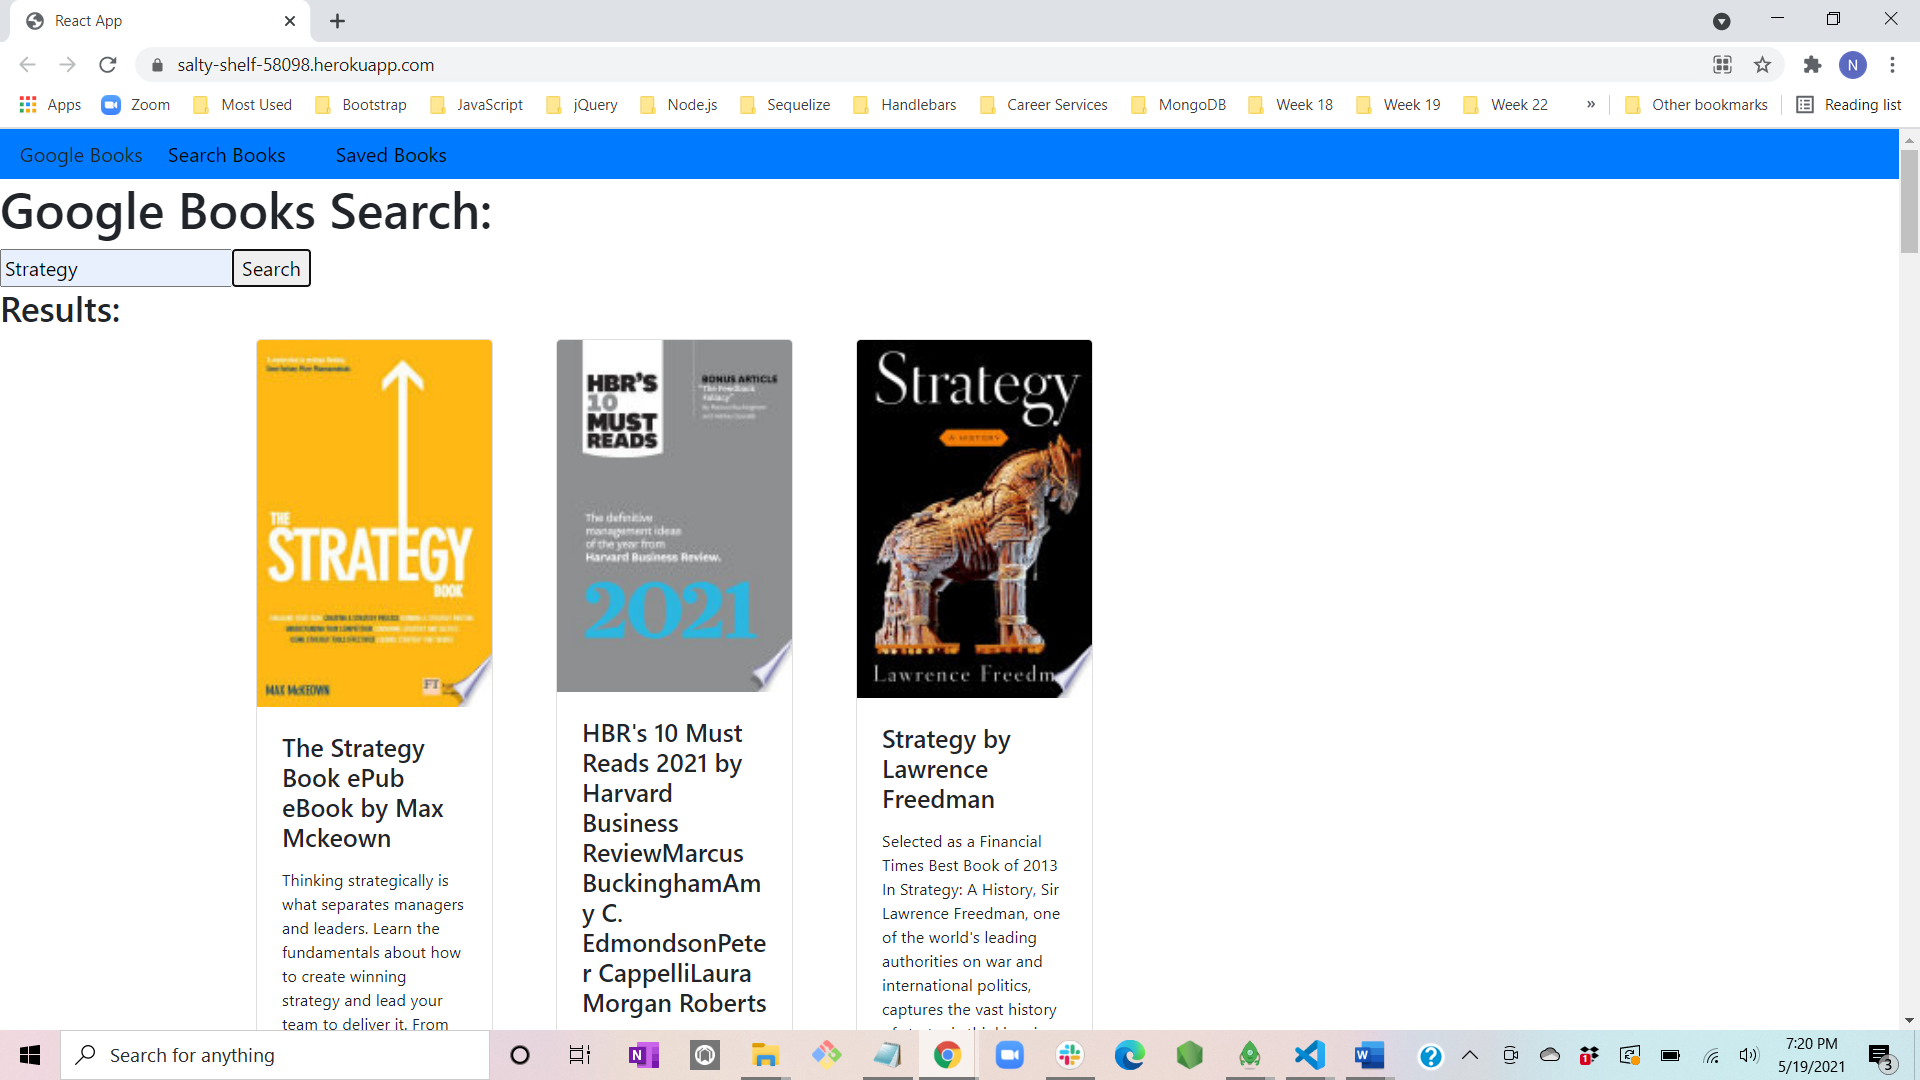 React App
salty-shelf-58098.herokuapp.com
N
Apps Zoom Most Used Bootstrap JavaScript jQuery Node.js Sequelize Handlebars Career Services MongoDB Week 18 Week 19 Week 22 » Other bookmarks Reading list
Google Books Search Books Saved Books
Google Books Search:
Strategy Search
Results:
THE
STRATEGY
BOOK
MAX McKEOWN
FT
The Strategy
Book ePub
eBook by Max
Mckeown
Thinking strategically is
what separates managers
and leaders. Learn the
fundamentals about how
to create winning
strategy and lead your
team to deliver it. From
HBR'S
10
MUST
READS
BONUS ARTICLE
"The Feedback
Fallacy"
The definitive
management ideas
of the year from
Harvard Business Review.
2021
HBR's 10 Must
Reads 2021 by
Harvard
Business
ReviewMarcus
BuckinghamAm
y C.
EdmondsonPete
r CappelliLaura
Morgan Roberts
Strategy
A HISTORY
Lawrence Freedm
Strategy by
Lawrence
Freedman
Selected as a Financial
Times Best Book of 2013
In Strategy: A History, Sir
Lawrence Freedman, one
of the world's leading
authorities on war and
international politics,
captures the vast history
Search for anything
7:20 PM
5/19/2021
3